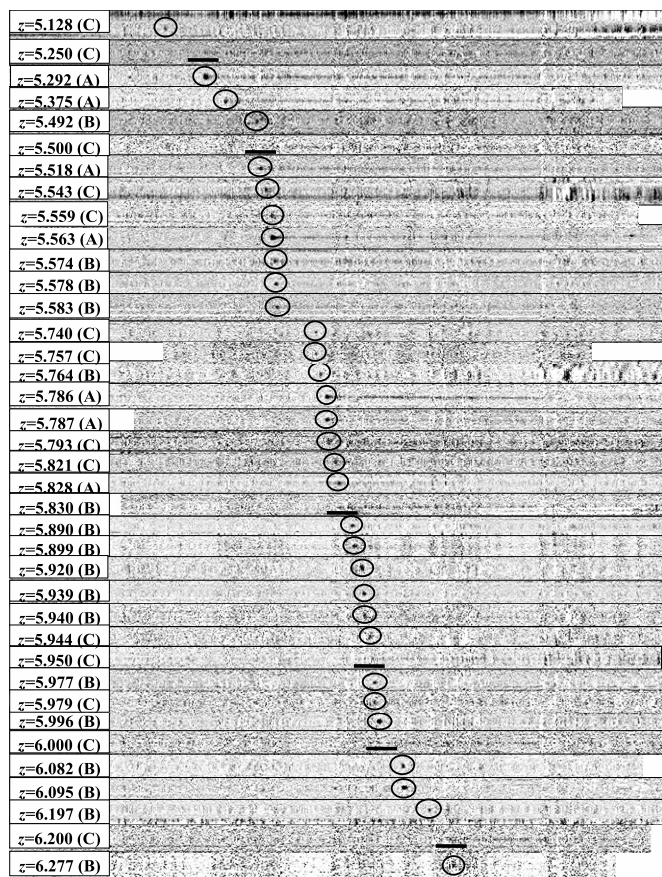 z=5.128 (C)
z=5.250 (C)
z=5.292 (A)
z=5.375 (A)
z=5.492 (B)
z=5.500 (C)
z=5.518 (A)
z=5.543 (C)
z=5.559 (C)
z=5.563 (A)
z=5.574 (B)
z=5.578 (B)
z=5.583 (B)
z=5.740 (C)
z=5.757 (C)
z=5.764 (B)
z=5.786 (A)
z=5.787 (A)
z=5.793 (C)
z=5.821 (C)
z=5.828 (A)
z=5.830 (B)
z=5.890 (B)
z=5.899 (B)
z=5.920 (B)
z=5.939 (B)
z=5.940 (B)
z=5.944 (C)
z=5.950 (C)
z=5.977 (B)
z=5.979 (C)
z=5.996 (B)
z=6.000 (C)
z=6.082 (B)
z=6.095 (B)
z=6.197 (B)
z=6.200 (C)
z=6.277 (B)